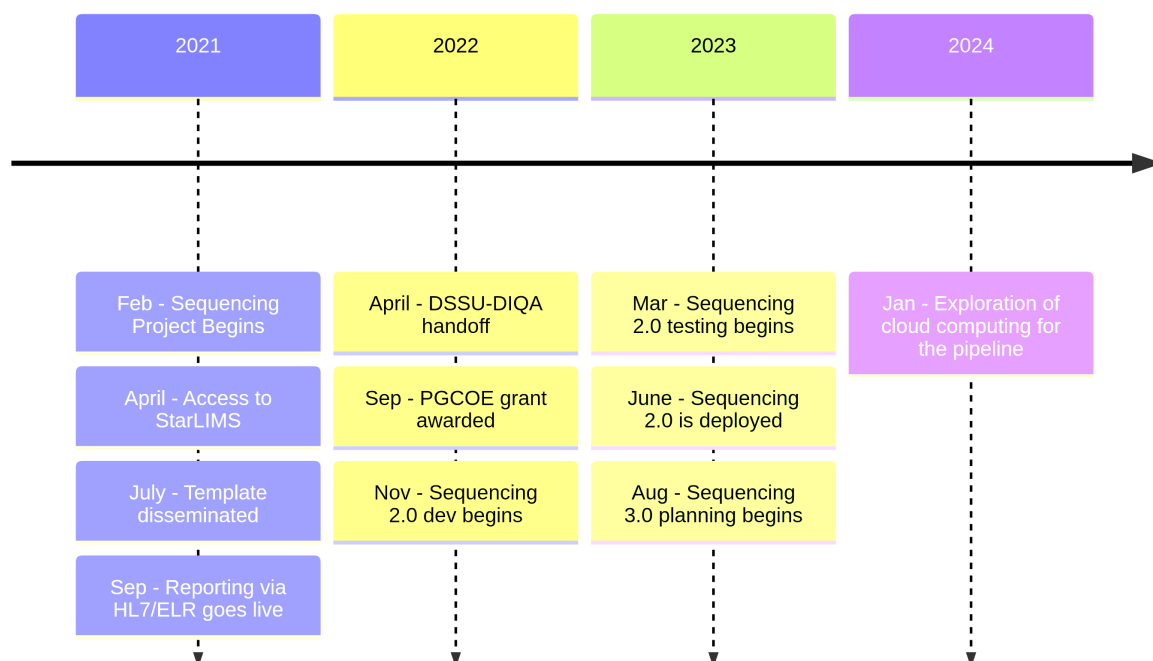 2021
2022
2023
2024
Feb - Sequencing
Project Begins
April - Access to
StarLIMS
July - Template
disseminated
Sep - Reporting via
HL7/ELR goes live
April - DSSU-DIQA
handoff
Sep - PGCOE grant
awarded
Nov - Sequencing
2.0 dev begins
Mar - Sequencing
2.0 testing begins
June - Sequencing
2.0 is deployed
Aug - Sequencing
3.0 planning begins
Jan - Exploration of
cloud computing for
the pipeline